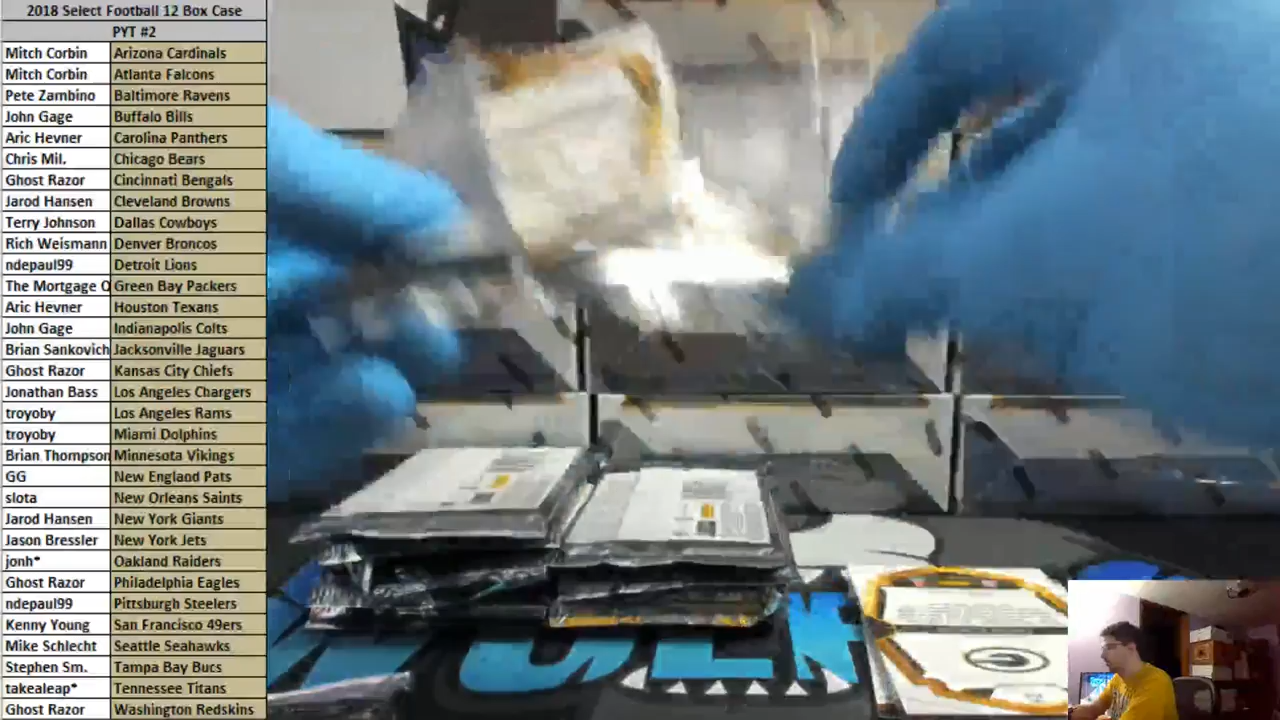 2018 Select Football 12 Box Case
PYT #2
Mitch Corbin Arizona Cardinals
Mitch Corbin Atlanta Falcons
Pete Zambino Baltimore Ravens
John Gage Buffalo Bills
Aric Hevner Carolina Panthers
Chris Mil. Chicago Bears
Ghost Razor Cincinnati Bengals
Jarod Hansen Cleveland Browns
Terry Johnson Dallas Cowboys
Rich Weismann Denver Broncos
ndepaul99 Detroit Lions
The Mortgage Green Bay Packers
Aric Hevner Houston Texans
John Gage Indianapolis Colts
Brian Sankovich Jacksonville Jaguars
Ghost Razor Kansas City Chiefs
Jonathan Bass Los Angeles Chargers
troyoby Los Angeles Rams
troyoby Miami Dolphins
Brian Thompson Minnesota Vikings
GG New England Pats
slota New Orleans Saints
Jarod Hansen New York Giants
Jason Bressler New York Jets
jonh* Oakland Raiders
Ghost Razor Philadelphia Eagles
ndepaul99 Pittsburgh Steelers
Kenny Young San Francisco 49ers
Mike Schlecht Seattle Seahawks
Stephen Sm. Tampa Bay Bucs
takealeap* Tennessee Titans
Ghost Razor Washington Redskins